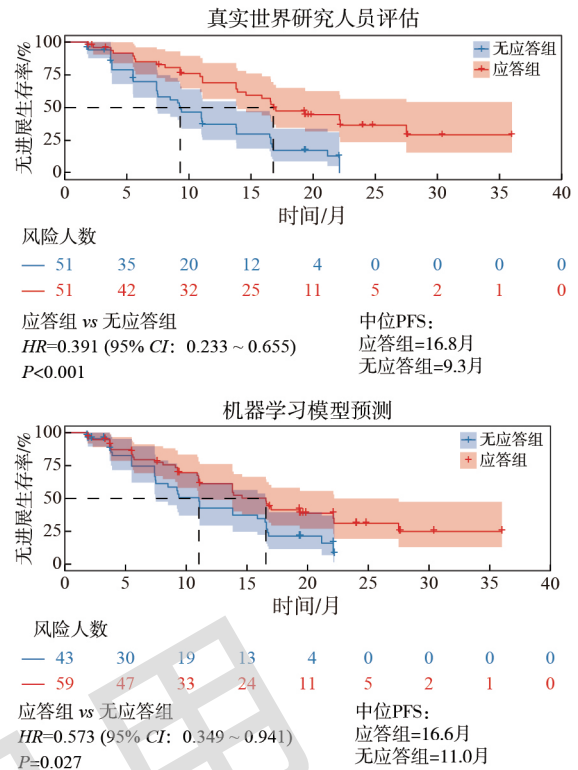 真实世界研究人员评估
100
75
50
25
0
无进展生存率/%
无应答组
应答组
0 5 10 15 20 25 30 35 40
时间/月
风险人数
51 35 20 12 4 0 0 0 0
51 42 32 25 11 5 2 1 0
应答组 vs 无应答组
HR=0.391 (95% CI：0.233 ~ 0.655)
P<0.001
中位PFS：
应答组=16.8月
无应答组=9.3月
机器学习模型预测
100
75
50
25
0
无进展生存率/%
无应答组
应答组
0 5 10 15 20 25 30 35 40
时间/月
风险人数
43 30 19 13 4 0 0 0 0
59 47 33 24 11 5 2 1 0
应答组 vs 无应答组
HR=0.573 (95% CI：0.349 ~ 0.941)
P=0.027
中位PFS：
应答组=16.6月
无应答组=11.0月